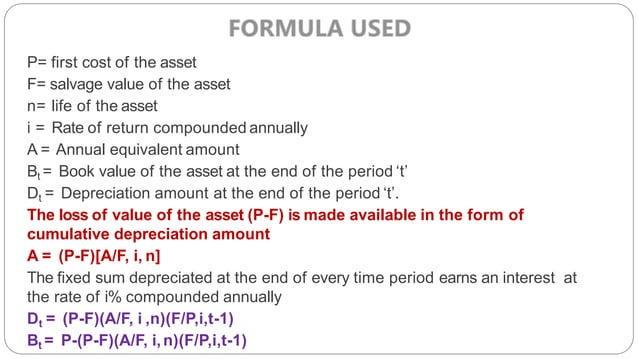 FORMULA USED
P= first cost of the asset
F= salvage value of the asset
n= life of the asset
i = Rate of return compounded annually
A = Annual equivalent amount
Bt = Book value of the asset at the end of the period ‘t’
Dt = Depreciation amount at the end of the period ‘t’.
The loss of value of the asset (P-F) is made available in the form of
cumulative depreciation amount
A = (P-F)[A/F, i, n]
The fixed sum depreciated at the end of every time period earns an interest at
the rate of i% compounded annually
Dt = (P-F)(A/F, i ,n)(F/P,i,t-1)
Bt = P-(P-F)(A/F, i, n)(F/P,i,t-1)